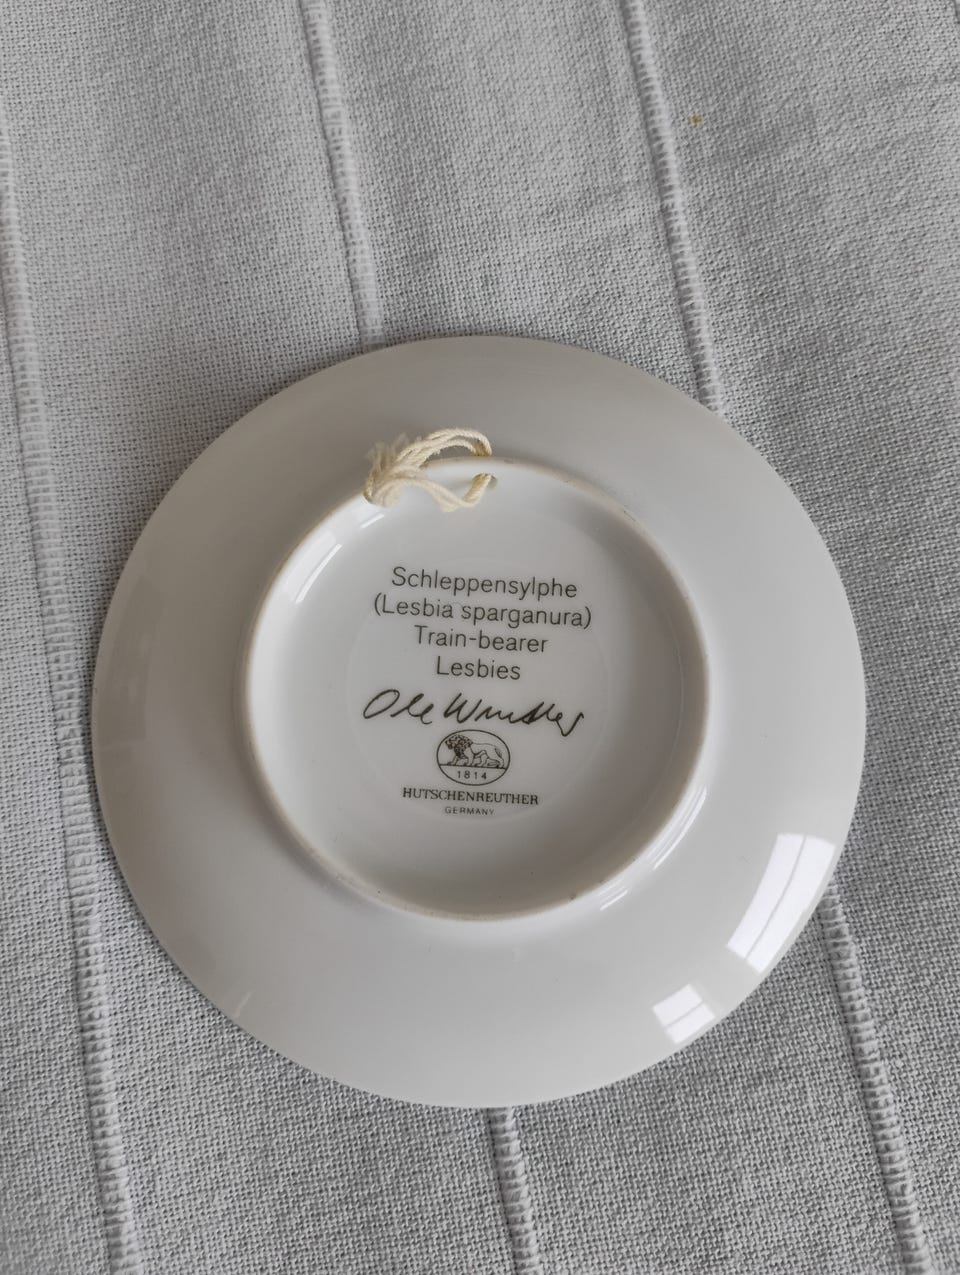 Schleppensylphe
(Lesbia sparganura)
Train-bearer
Lesbies
Ole Winther
1814
HUTSCHENREUTHER
GERMANY